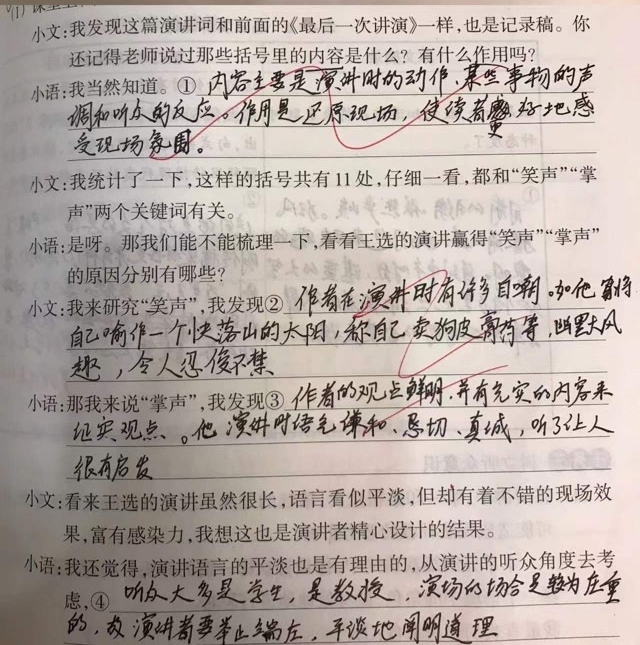 小文:我发现这篇演讲词和前面的《最后一次讲演》一样,也是记录稿。你
还记得老师说过那些括号里的内容是什么?有什么作用吗?
小语:我当然知道。① 内容主要是演讲时的动作、某些事物的声
调和听众的反应。作用是还原现场,使读者更好地感
受现场氛围。
小文:我统计了一下,这样的括号共有11处,仔细一看,都和“笑声”“掌
声”两个关键词有关。
小语:是呀。那我们能不能梳理一下,看看王选的演讲赢得“笑声”“掌声”
的原因分别有哪些?
小文:我来研究“笑声”,我发现② 作者在演讲时有许多自嘲。如他将
自己喻作一个快落山的太阳,称自己卖狗皮膏药等,幽默风
趣,令人忍俊不禁
小语:那我来说“掌声”,我发现③ 作者的观点鲜明,并有充实的内容来
证实观点。他演讲时语气谦和、恳切、真诚,听了让人
很有启发
小文:看来王选的演讲虽然很长,语言看似平淡,但却有着不错的现场效
果,富有感染力,我想这也是演讲者精心设计的结果。
小语:我还觉得,演讲语言的平淡也是有理由的,从演讲的听众角度去考
虑,④ 听众大多是学生,是教授,演场的场合是较为庄重
的,故演讲者要举止端左,平谈地阐明道理